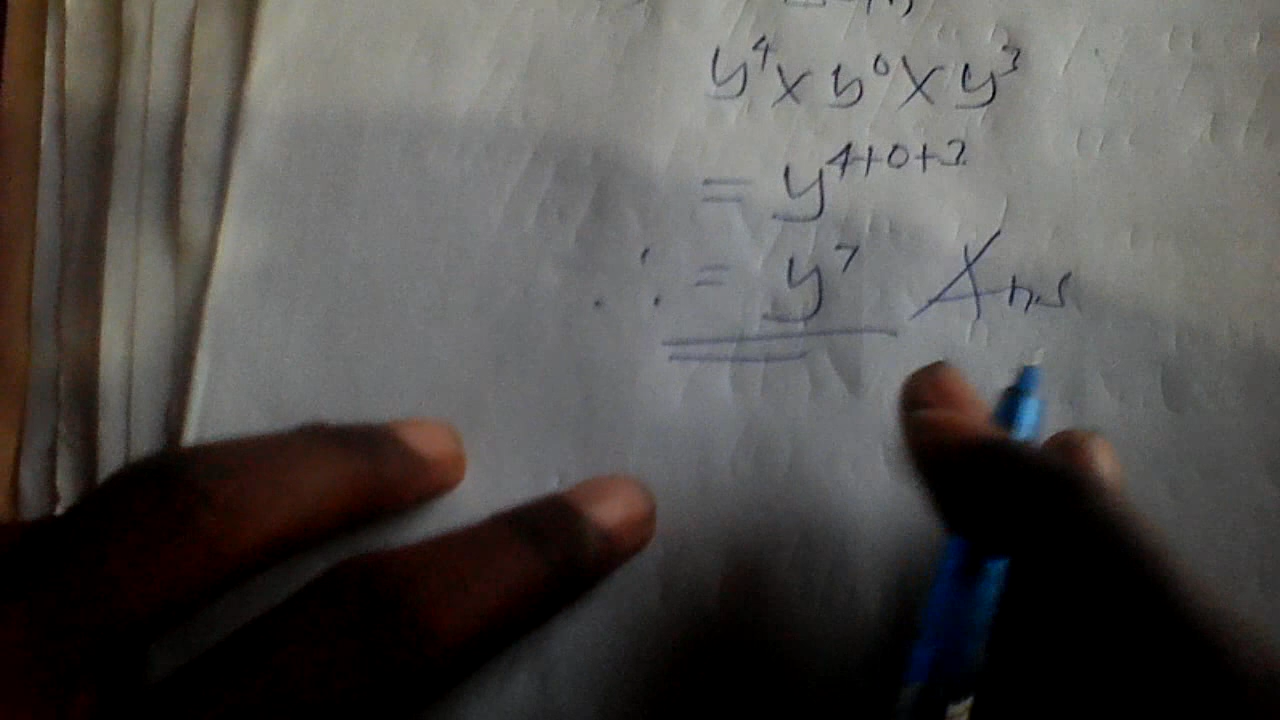 y⁴ x y⁰ x y³
= y⁴⁺⁰⁺³
∴ = y⁷ Ans